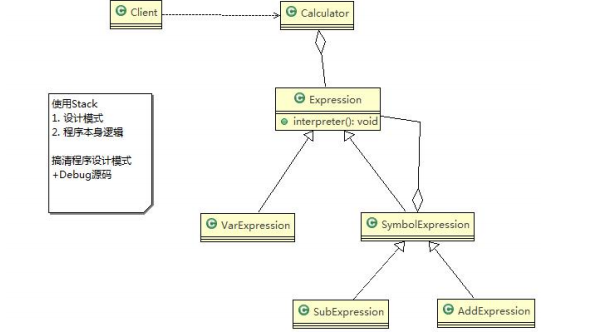 Client
Calculator
Expression
interpreter(): void
使用Stack
1. 设计模式
2. 程序本身逻辑
搞清程序设计模式
+Debug源码
VarExpression
SymbolExpression
SubExpression
AddExpression